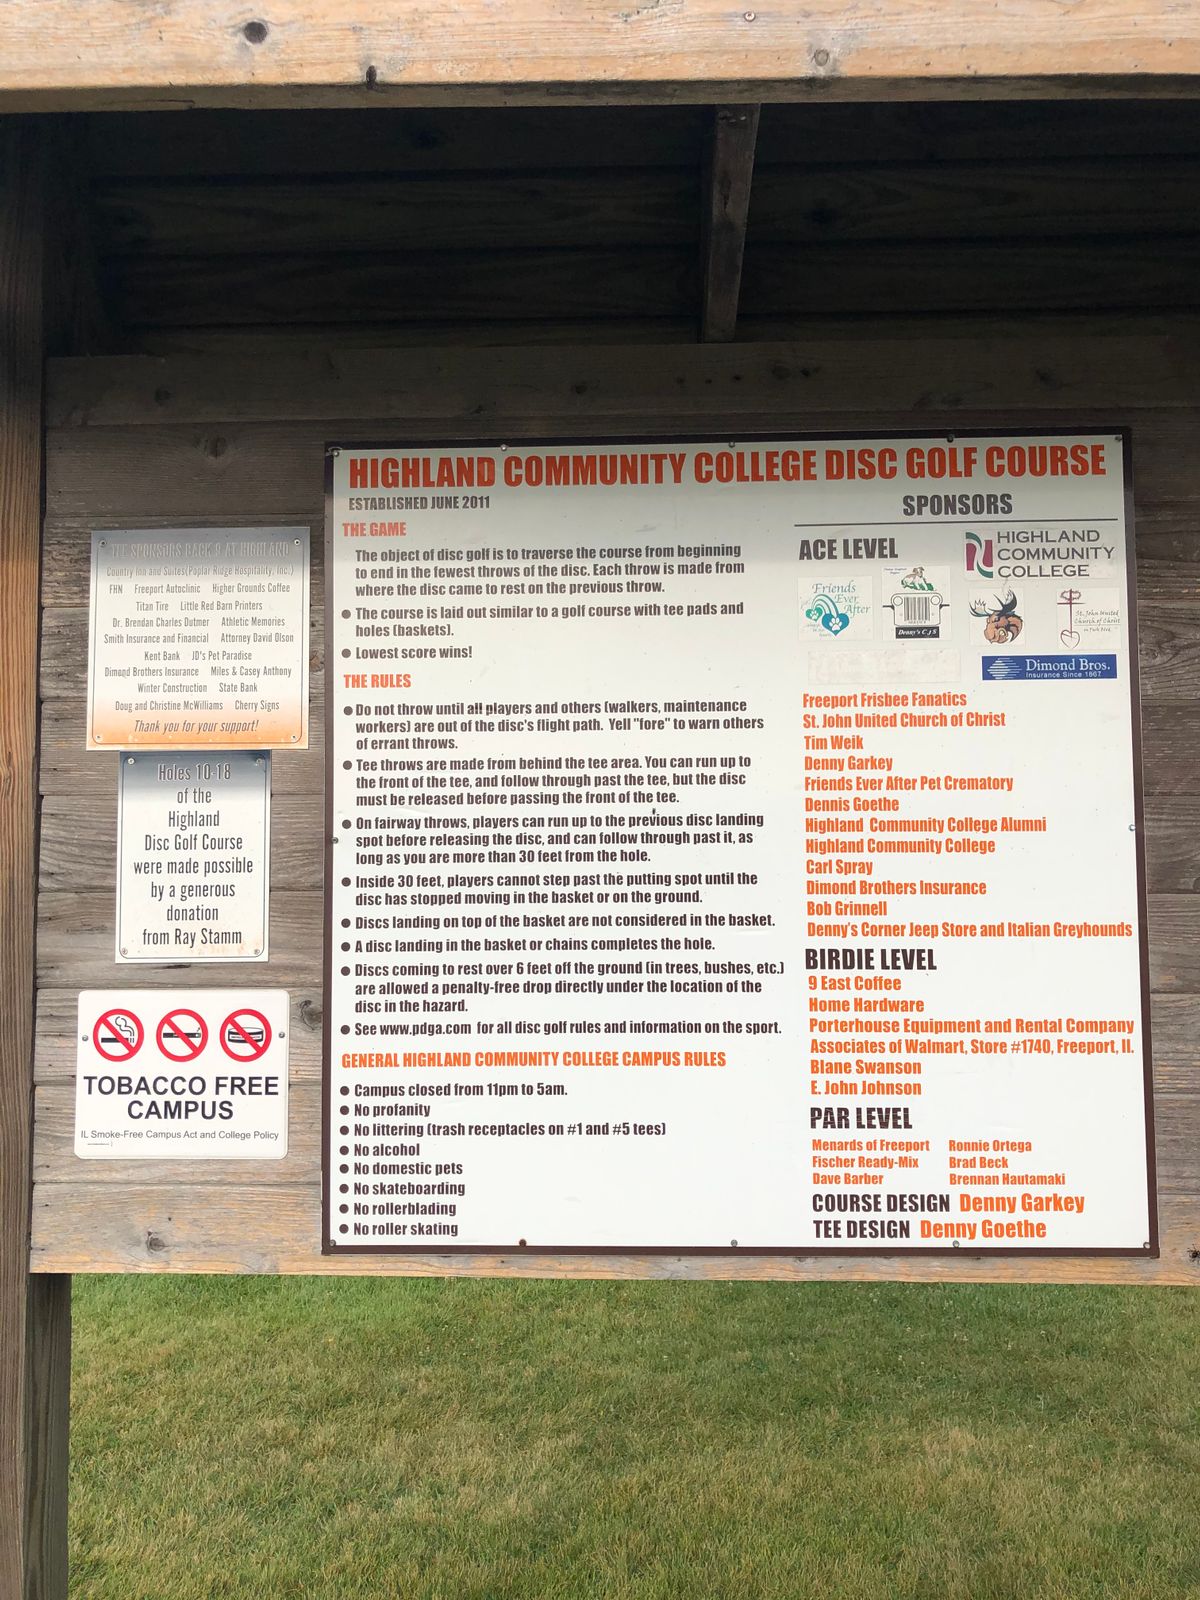 HIGHLAND COMMUNITY COLLEGE DISC GOLF COURSE
ESTABLISHED JUNE 2011
THE GAME
The object of disc golf is to traverse the course from beginning
to end in the fewest throws of the disc. Each throw is made from
where the disc came to rest on the previous throw.
● The course is laid out similar to a golf course with tee pads and
holes (baskets).
● Lowest score wins!
THE RULES
● Do not throw until all players and others (walkers, maintenance
workers) are out of the disc's flight path. Yell "fore" to warn others
of errant throws.
● Tee throws are made from behind the tee area. You can run up to
the front of the tee, and follow through past the tee, but the disc
must be released before passing the front of the tee.
● On fairway throws, players can run up to the previous disc landing
spot before releasing the disc, and can follow through past it, as
long as you are more than 30 feet from the hole.
● Inside 30 feet, players cannot step past the putting spot until the
disc has stopped moving in the basket or on the ground.
● Discs landing on top of the basket are not considered in the basket.
● A disc landing in the basket or chains completes the hole.
● Discs coming to rest over 6 feet off the ground (in trees, bushes, etc.)
are allowed a penalty-free drop directly under the location of the
disc in the hazard.
● See www.pdga.com for all disc golf rules and information on the sport.
GENERAL HIGHLAND COMMUNITY COLLEGE CAMPUS RULES
● Campus closed from 11pm to 5am.
● No profanity
● No littering (trash receptacles on #1 and #5 tees)
● No alcohol
● No domestic pets
● No skateboarding
● No rollerblading
● No roller skating
SPONSORS
ACE LEVEL
HIGHLAND
COMMUNITY
COLLEGE
Friends
Ever
After
Denny's CJS
St. John United
Church of Christ
Dimond Bros.
Insurance Since 1867
Freeport Frisbee Fanatics
St. John United Church of Christ
Tim Weik
Denny Garkey
Friends Ever After Pet Crematory
Dennis Goethe
Highland Community College Alumni
Highland Community College
Carl Spray
Dimond Brothers Insurance
Bob Grinnell
Denny's Corner Jeep Store and Italian Greyhounds
BIRDIE LEVEL
9 East Coffee
Home Hardware
Porterhouse Equipment and Rental Company
Associates of Walmart, Store #1740, Freeport, Il.
Blane Swanson
E. John Johnson
PAR LEVEL
Menards of Freeport Ronnie Ortega
Fischer Ready-Mix Brad Beck
Dave Barber Brennan Hautamaki
COURSE DESIGN Denny Garkey
TEE DESIGN Denny Goethe
SPONSORS BACK 9 AT HIGHLAND
Country Inn and Suites(Poplar Ridge Hospitality, Inc.)
FHN Freeport Autoclinic Higher Grounds Coffee
Titan Tire Little Red Barn Printers
Dr. Brendan Charles Dutmer Athletic Memories
Smith Insurance and Financial Attorney David Olson
Kent Bank JD's Pet Paradise
Dimond Brothers Insurance Miles & Casey Anthony
Winter Construction State Bank
Doug and Christine McWilliams Cherry Signs
Thank you for your support!
Holes 10-18
of the
Highland
Disc Golf Course
were made possible
by a generous
donation
from Ray Stamm
TOBACCO FREE
CAMPUS
IL Smoke-Free Campus Act and College Policy